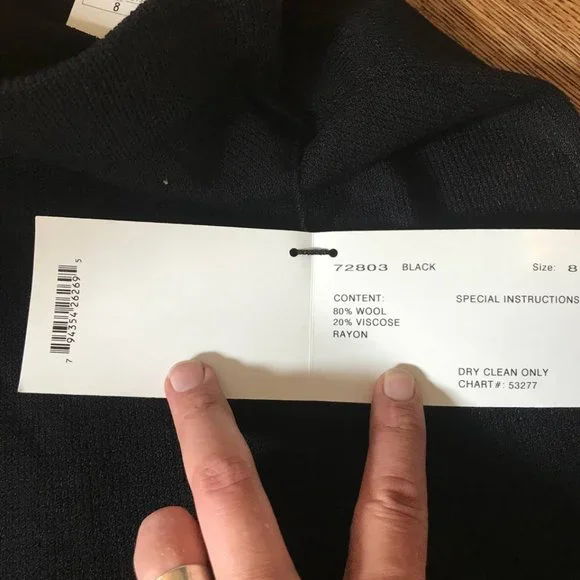 8
7 94354 26269 5
72803 BLACK Size: 8
CONTENT: SPECIAL INSTRUCTIONS
80% WOOL
20% VISCOSE
RAYON
DRY CLEAN ONLY
CHART#: 53277